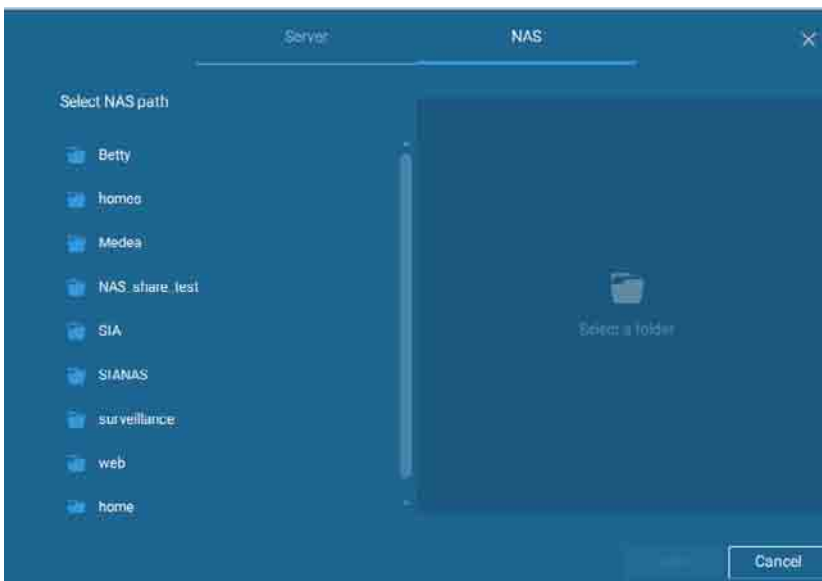 Server
NAS
Select NAS path
Betty
homes
Medea
NAS_share_test
SIA
SIANAS
surveillance
web
home
Select a folder
Cancel